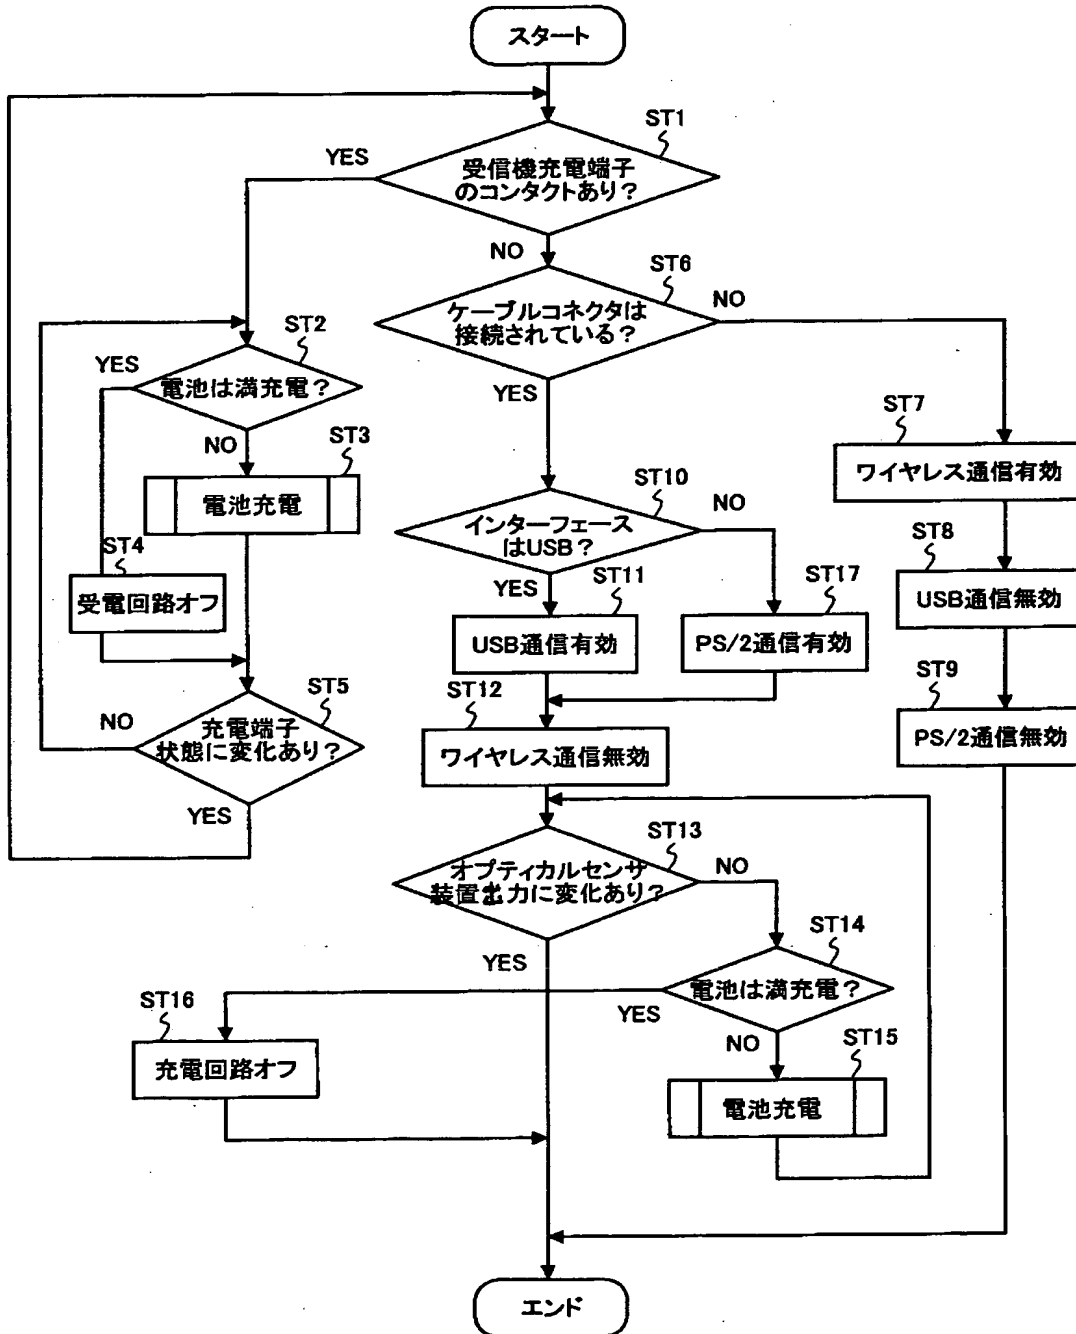 スタート
ST1
YES
受信機充電端子
のコンタクトあり？
NO
ST6
NO
ケーブルコネクタは
接続されている？
ST2
YES
YES
電池は満充電？
ST7
NO
ST3
ワイヤレス通信有効
電池充電
ST10
NO
インターフェース
はUSB？
ST4
ST8
YES
ST11
ST17
受電回路オフ
USB通信無効
USB通信有効
PS/2通信有効
ST5
ST12
ST9
NO
充電端子
状態に変化あり？
PS/2通信無効
ワイヤレス通信無効
YES
ST13
NO
オプティカルセンサ
装置出力に変化あり？
ST14
YES
電池は満充電？
ST16
YES
NO
ST15
充電回路オフ
電池充電
エンド